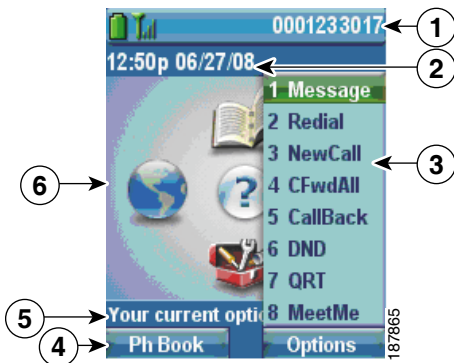 0001233017
1
12:50p 06/27/08
2
1 Message
2 Redial
3 NewCall
3
6
4 CFwdAll
?
5 CallBack
6 DND
7 QRT
5
Your current optio
8 MeetMe
4
Ph Book
Options
187865